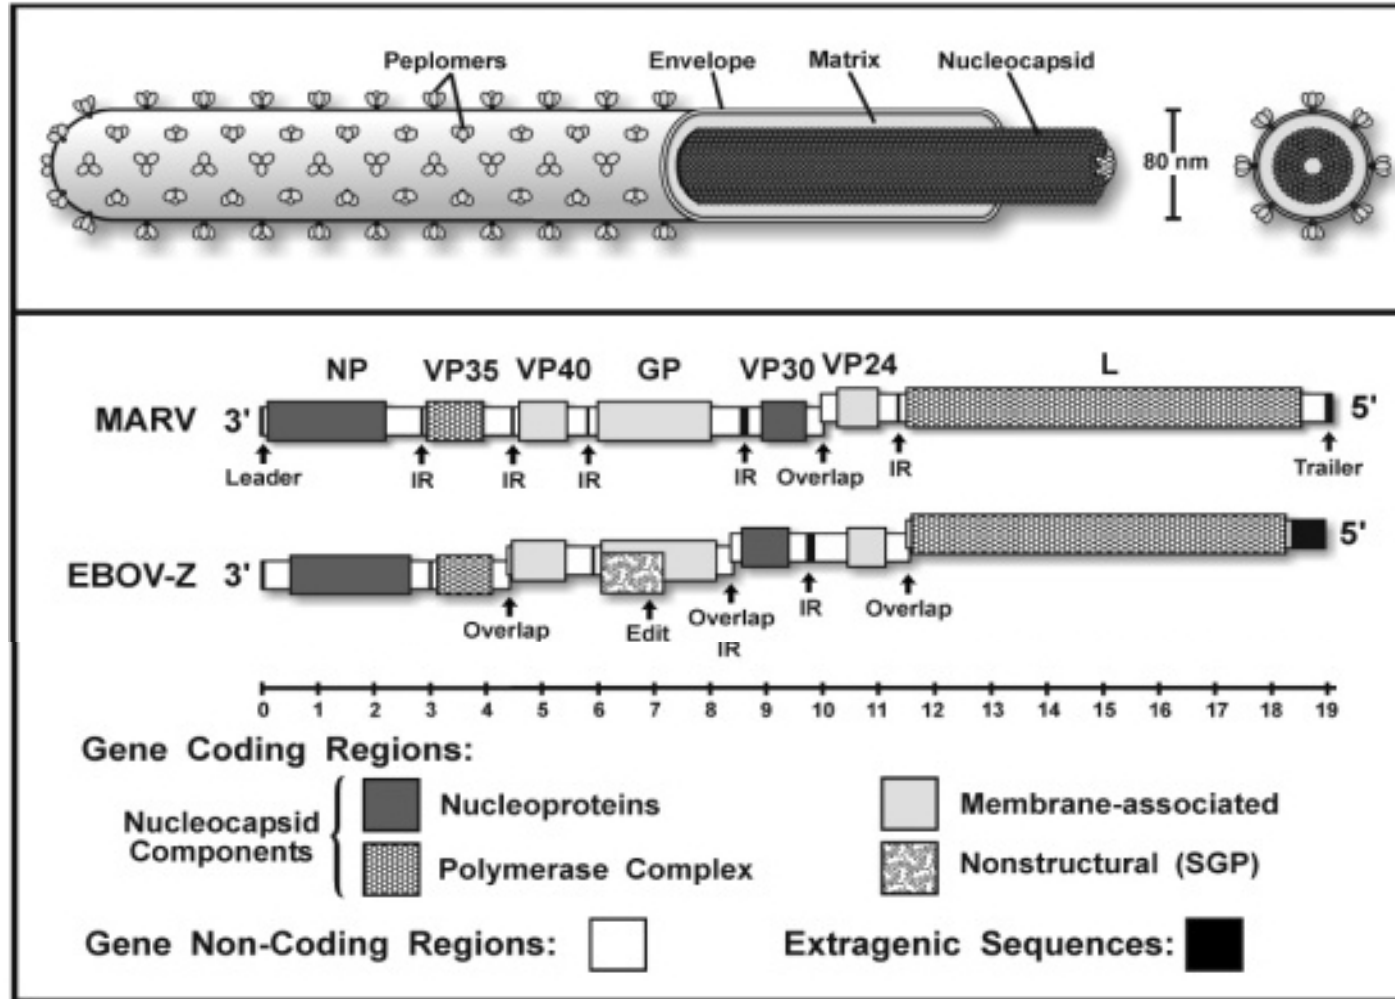 Peplomers Envelope Matrix Nucleocapsid
80 nm
NP VP35 VP40 GP VP30 VP24 L
MARV 3' 5'
Leader IR IR IR IR Overlap IR Trailer
EBOV-Z 3' 5'
Overlap Edit Overlap IR Overlap
IR
0 1 2 3 4 5 6 7 8 9 10 11 12 13 14 15 16 17 18 19
Gene Coding Regions:
Nucleocapsid
Components
Nucleoproteins
Polymerase Complex
Membrane-associated
Nonstructural (SGP)
Gene Non-Coding Regions:
Extragenic Sequences: